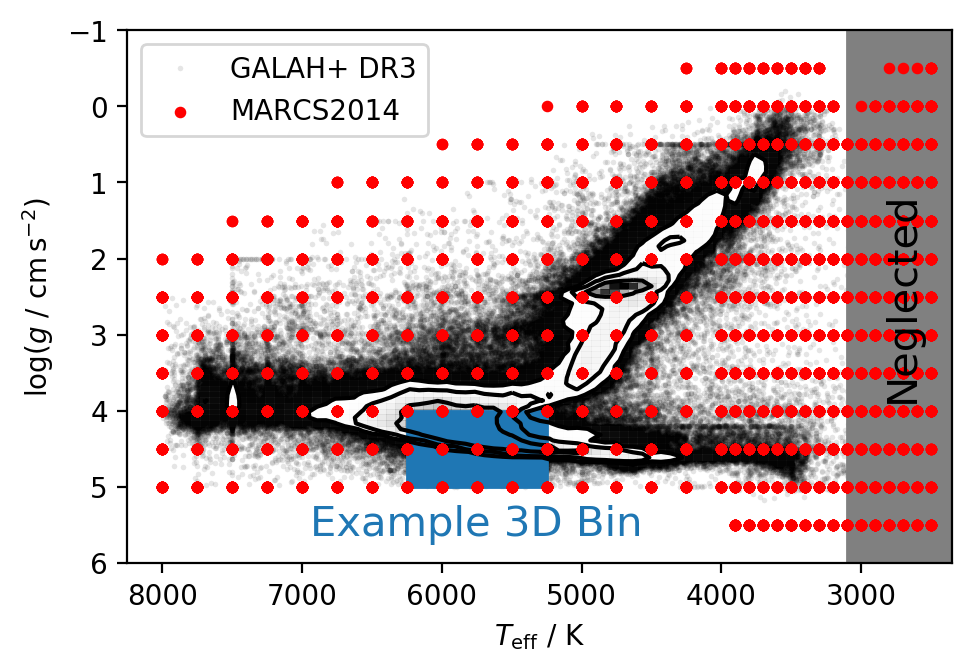 GALAH+ DR3
MARCS2014
−1
0
1
2
3
4
5
6
log(g / cm s⁻²)
Neglected
Example 3D Bin
8000 7000 6000 5000 4000 3000
T_eff / K